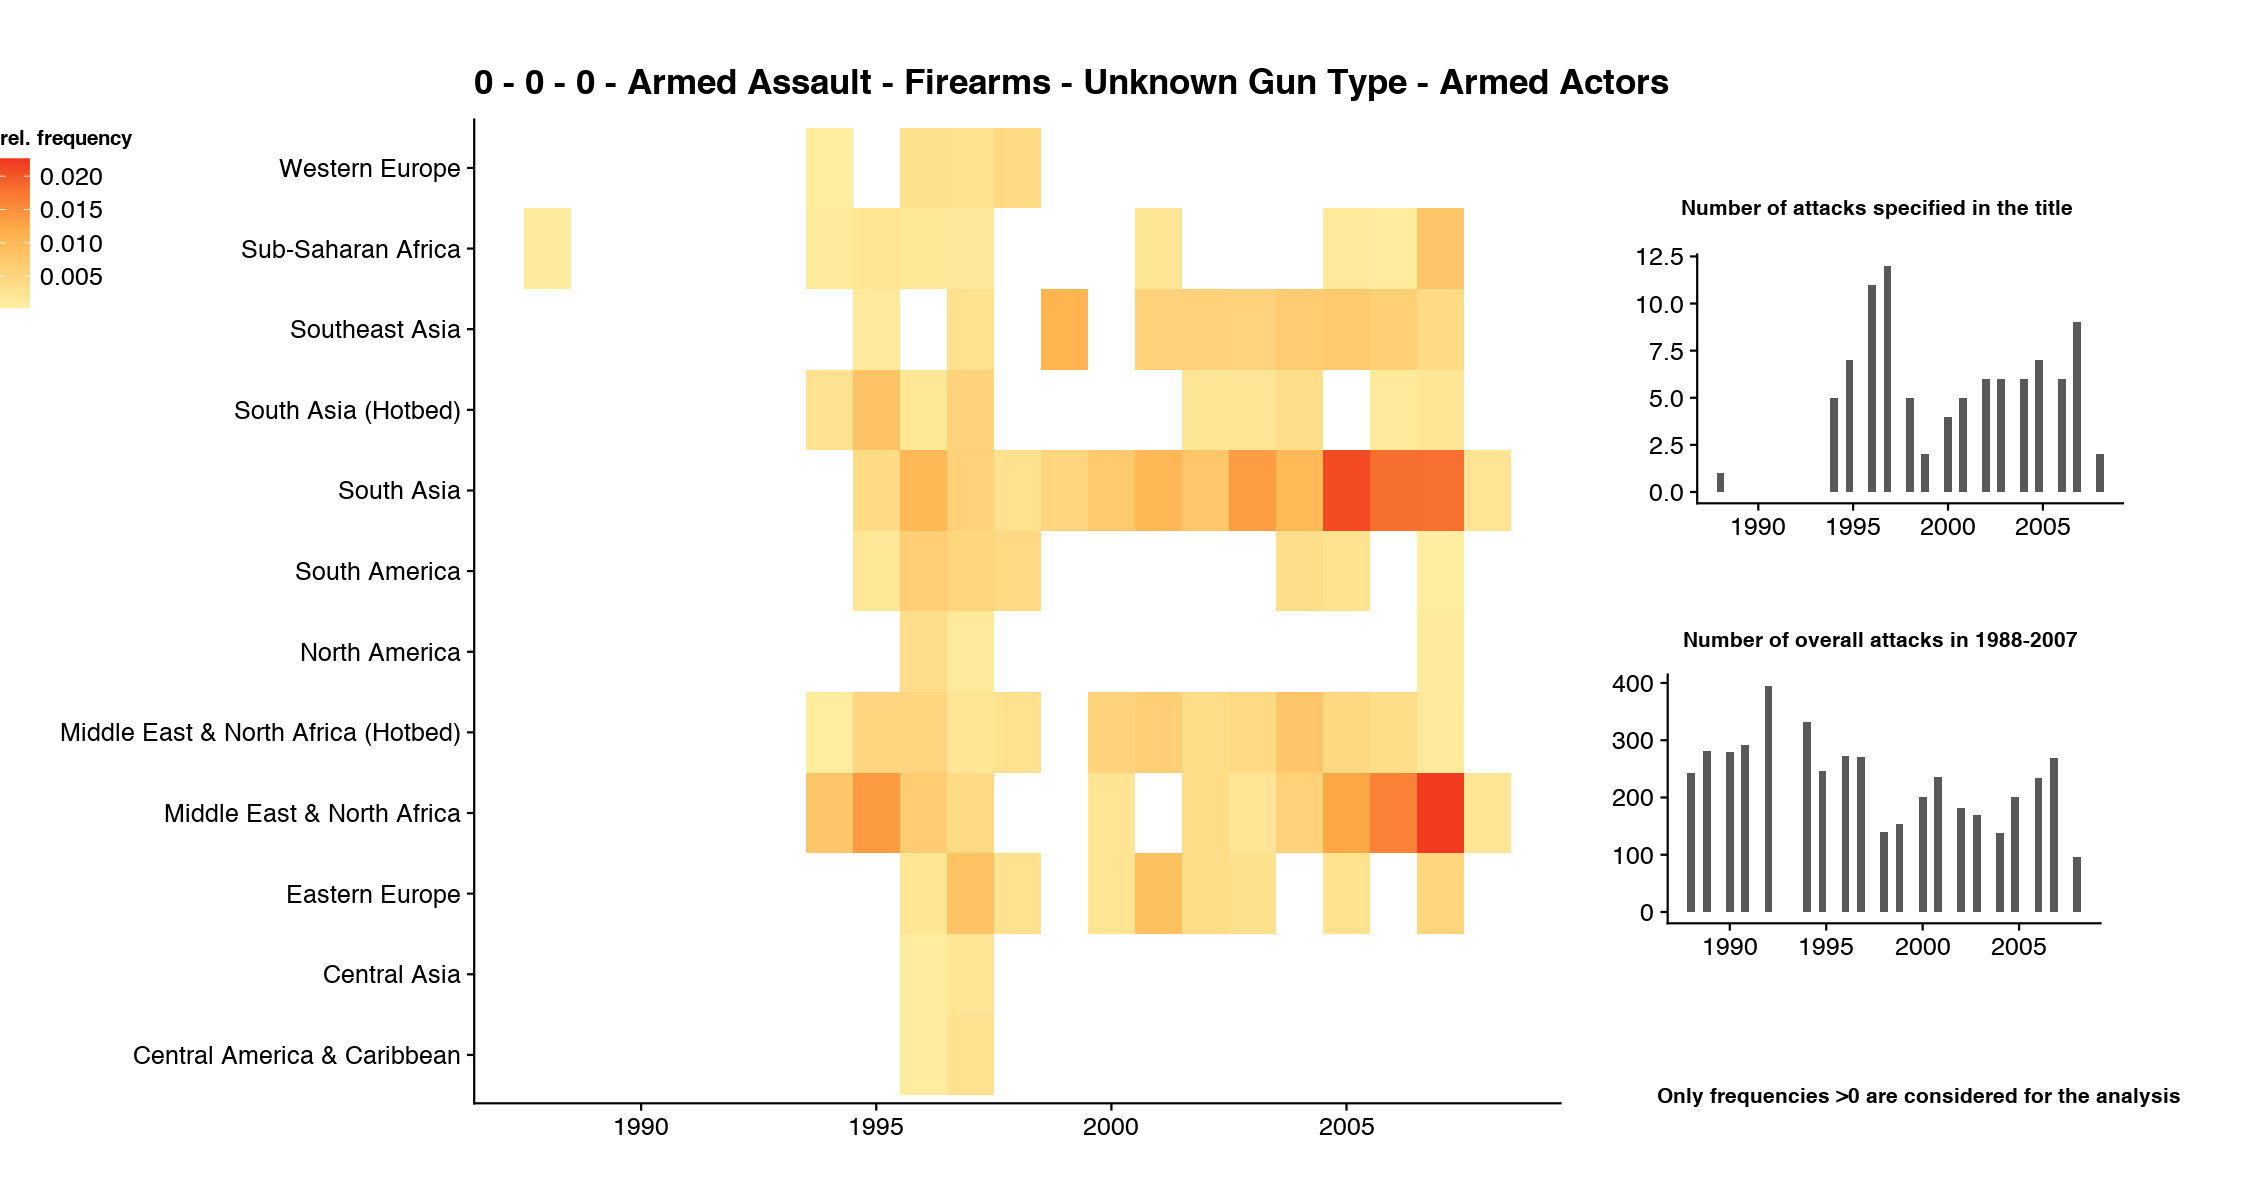 0 - 0 - 0 - Armed Assault - Firearms - Unknown Gun Type - Armed Actors
rel. frequency
0.020
0.015
0.010
0.005
Western Europe
Sub-Saharan Africa
Southeast Asia
South Asia (Hotbed)
South Asia
South America
North America
Middle East & North Africa (Hotbed)
Middle East & North Africa
Eastern Europe
Central Asia
Central America & Caribbean
1990 1995 2000 2005
Number of attacks specified in the title
12.5
10.0
7.5
5.0
2.5
0.0
1990 1995 2000 2005
Number of overall attacks in 1988-2007
400
300
200
100
0
1990 1995 2000 2005
Only frequencies >0 are considered for the analysis